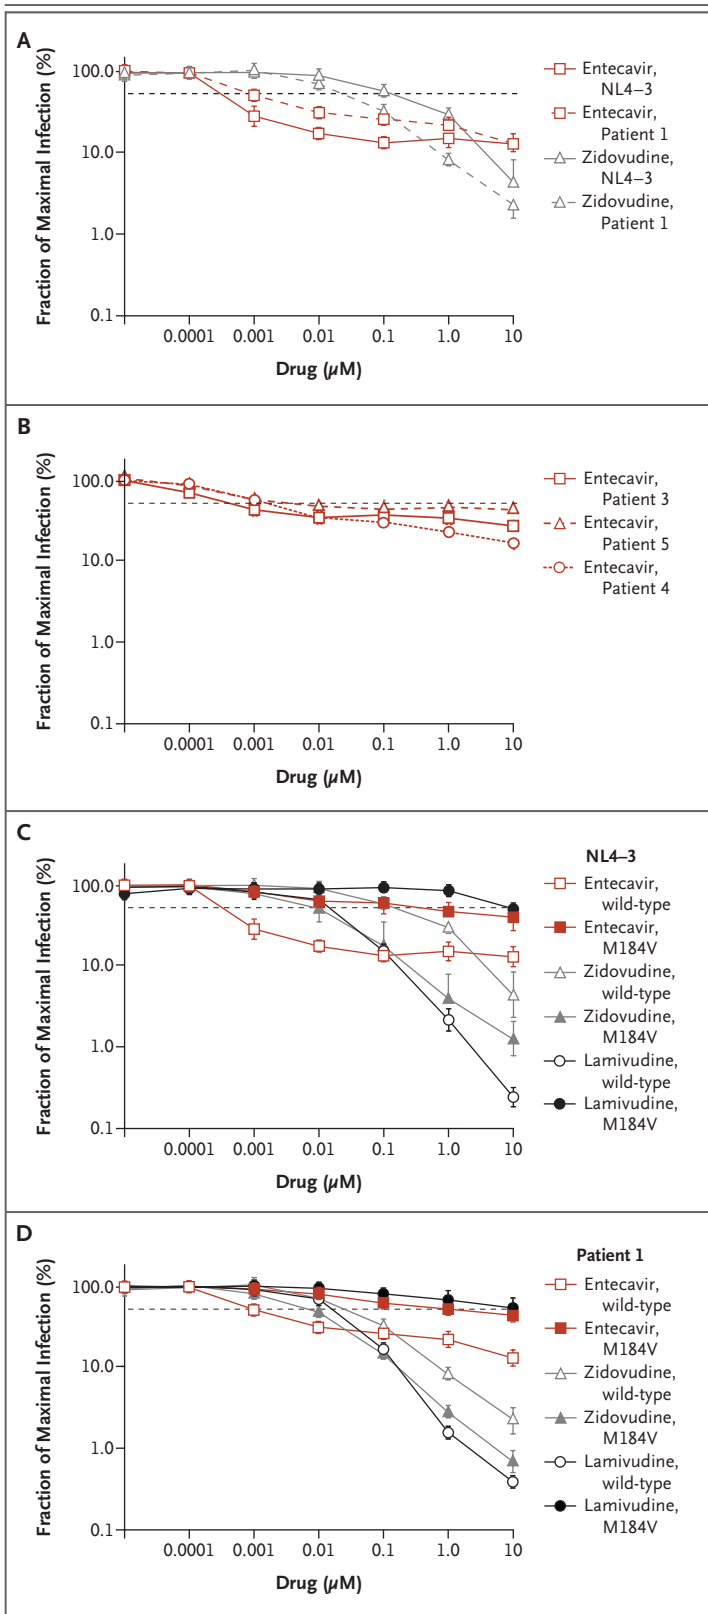 A
Fraction of Maximal Infection (%)
100.0
10.0
1.0
0.1
0.0001 0.001 0.01 0.1 1.0 10
Drug (µM)
Entecavir,
NL4–3
Entecavir,
Patient 1
Zidovudine,
NL4–3
Zidovudine,
Patient 1
B
Fraction of Maximal Infection (%)
100.0
10.0
1.0
0.1
0.0001 0.001 0.01 0.1 1.0 10
Drug (µM)
Entecavir,
Patient 3
Entecavir,
Patient 5
Entecavir,
Patient 4
C
Fraction of Maximal Infection (%)
100.0
10.0
1.0
0.1
0.0001 0.001 0.01 0.1 1.0 10
Drug (µM)
NL4–3
Entecavir,
wild-type
Entecavir,
M184V
Zidovudine,
wild-type
Zidovudine,
M184V
Lamivudine,
wild-type
Lamivudine,
M184V
D
Fraction of Maximal Infection (%)
100.0
10.0
1.0
0.1
0.0001 0.001 0.01 0.1 1.0 10
Drug (µM)
Patient 1
Entecavir,
wild-type
Entecavir,
M184V
Zidovudine,
wild-type
Zidovudine,
M184V
Lamivudine,
wild-type
Lamivudine,
M184V